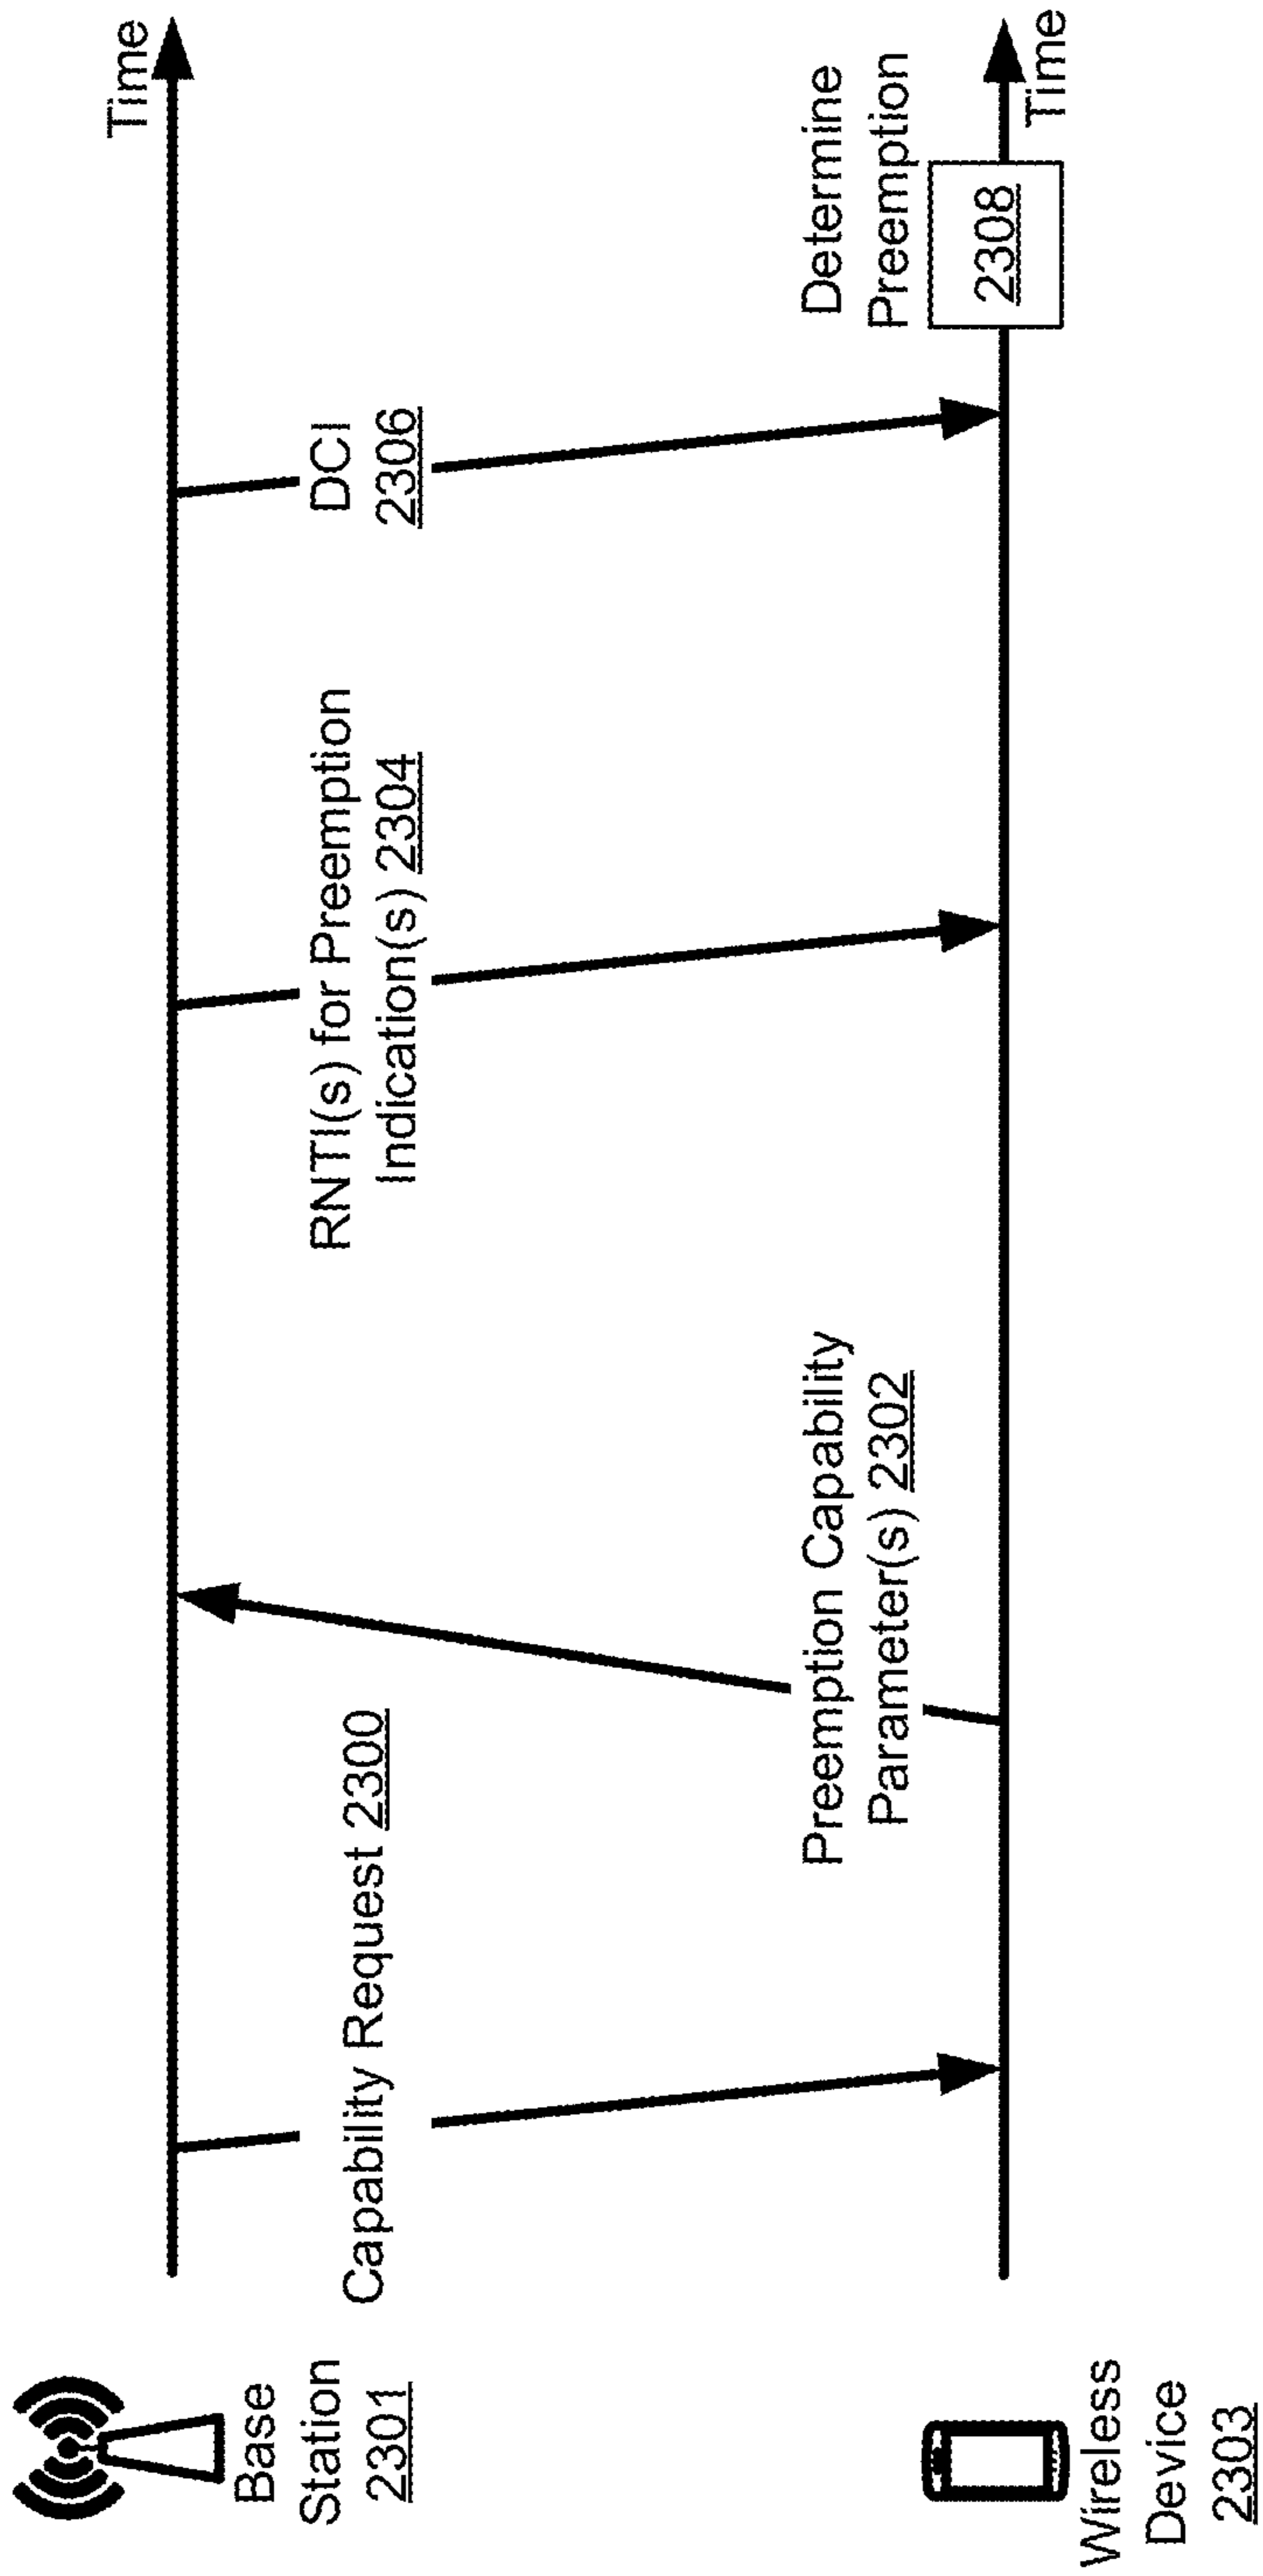 Base
Station
2301
Time
Capability Request 2300
Preemption Capability
Parameter(s) 2302
RNTI(s) for Preemption
Indication(s) 2304
DCI
2306
Determine
Preemption
2308
Wireless
Device
2303
Time